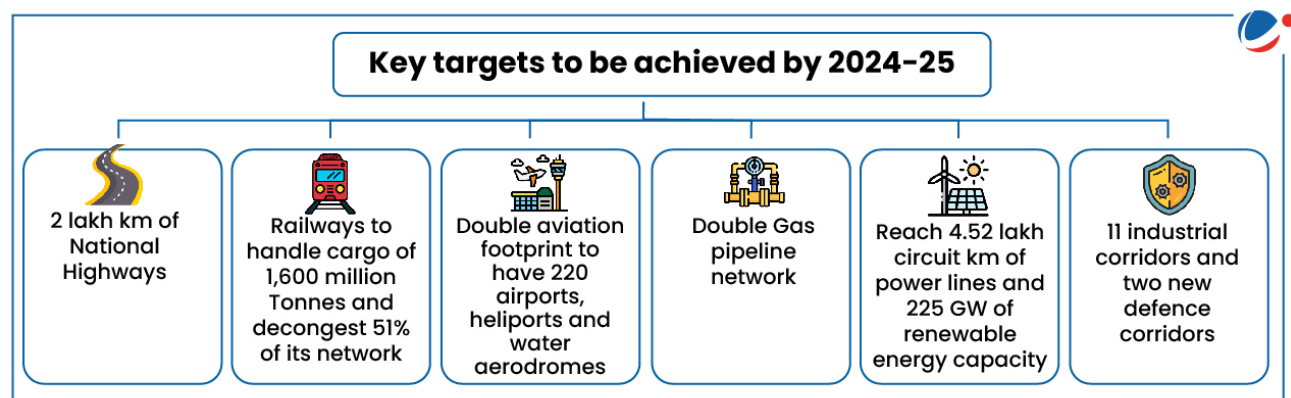 Key targets to be achieved by 2024-25
2 lakh km of
National
Highways
Railways to
handle cargo of
1,600 million
Tonnes and
decongest 51%
of its network
Double aviation
footprint to
have 220
airports,
heliports and
water
aerodromes
Double Gas
pipeline
network
Reach 4.52 lakh
circuit km of
power lines and
225 GW of
renewable
energy capacity
11 industrial
corridors and
two new
defence
corridors